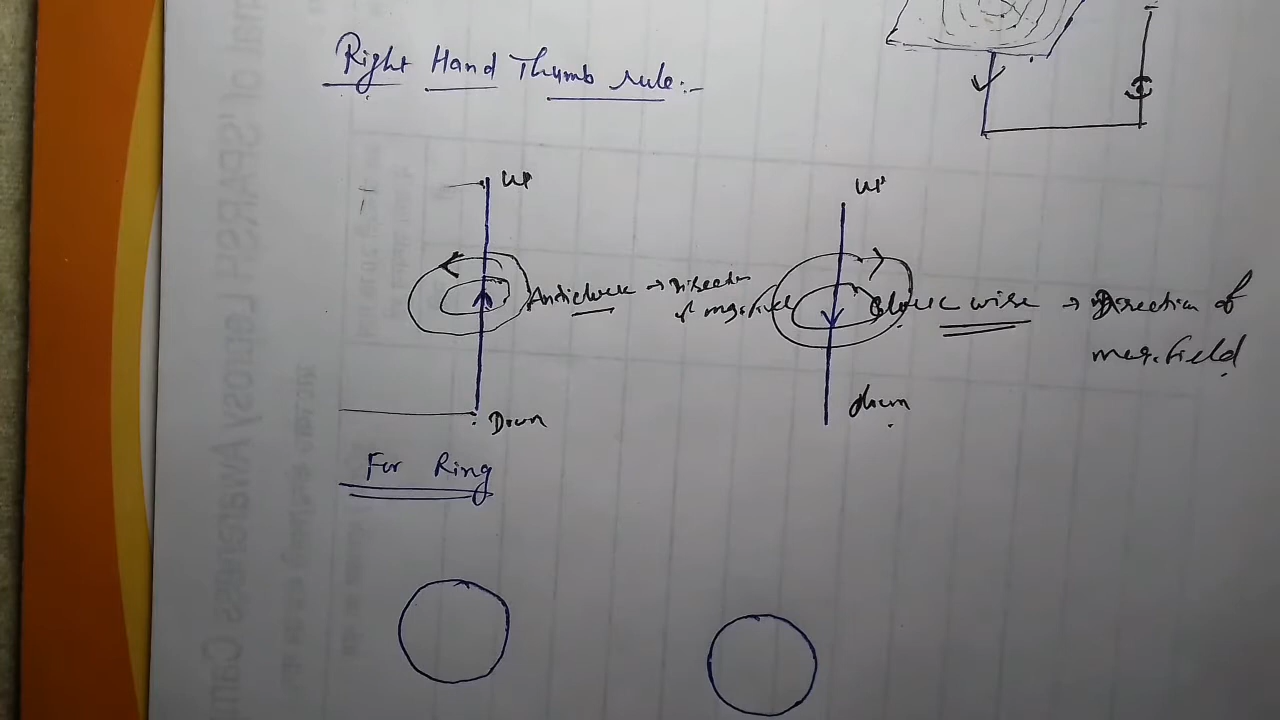 Right Hand Thumb rule:-
up
up
Anticlock → Direction
of mag. field
Clock wise → Direction of
mag. field
Down
down
For Ring